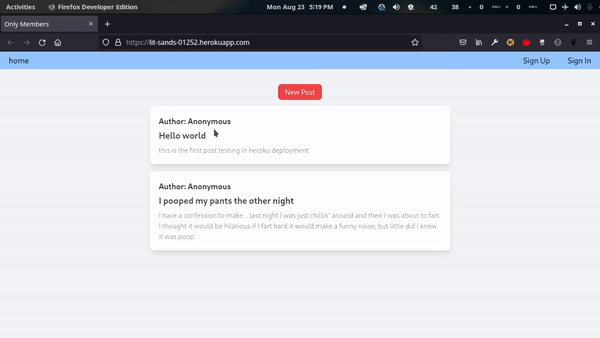 Activities Firefox Developer Edition Mon Aug 23 5:19 PM 42 38 0 0
Only Members
https://lit-sands-01252.herokuapp.com
home Sign Up Sign In
New Post
Author: Anonymous
Hello world
this is the first post testing in heroku deployment
Author: Anonymous
I pooped my pants the other night
I have a confession to make... last night I was just chillin' around and then I was about to fart.
I thought it would be hilarious if I fart hard it would make a funny noise, but little did I know
it was poop.